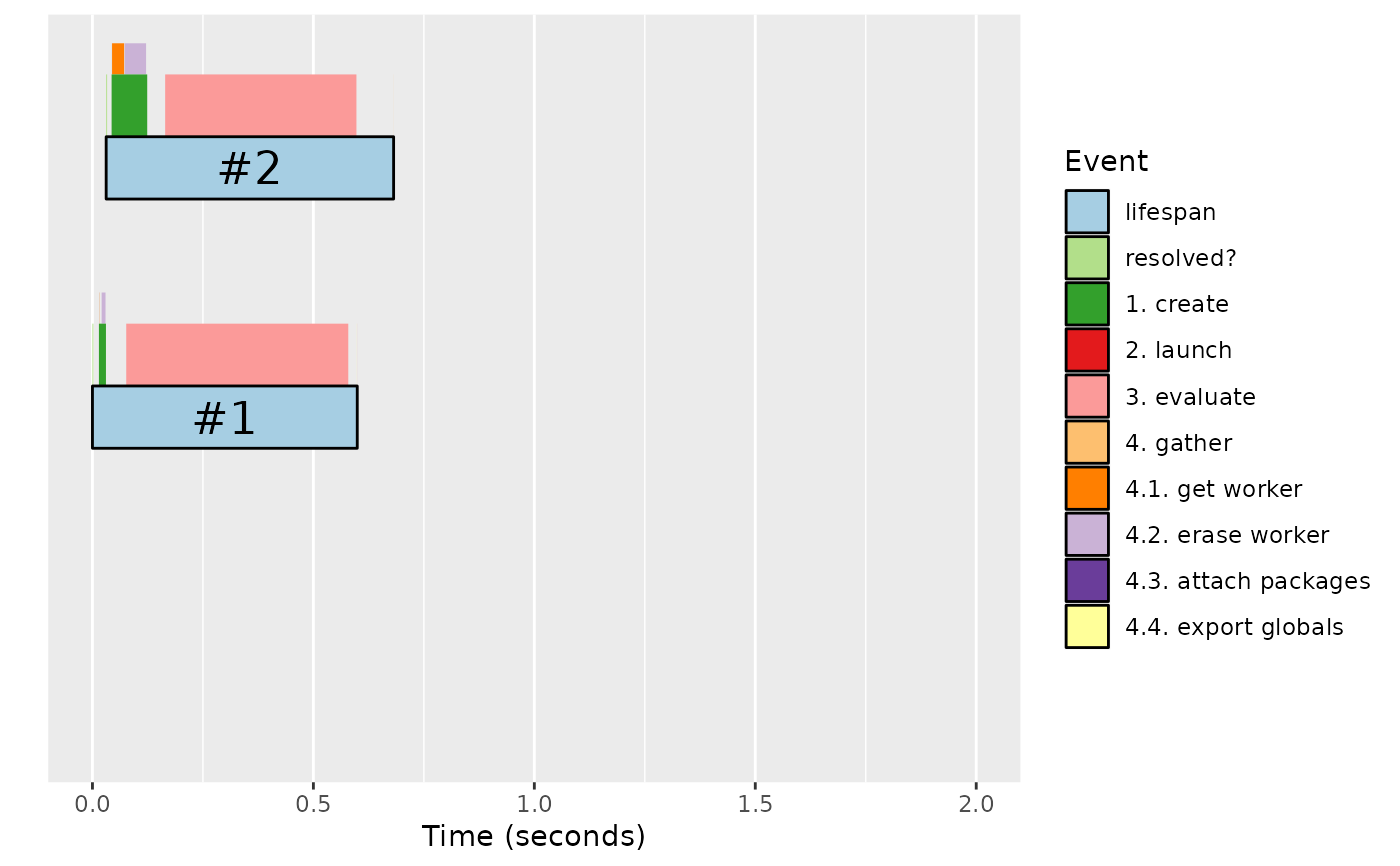 #2
#1
0.0
0.5
1.0
1.5
2.0
Time (seconds)
Event
lifespan
resolved?
1. create
2. launch
3. evaluate
4. gather
4.1. get worker
4.2. erase worker
4.3. attach packages
4.4. export globals